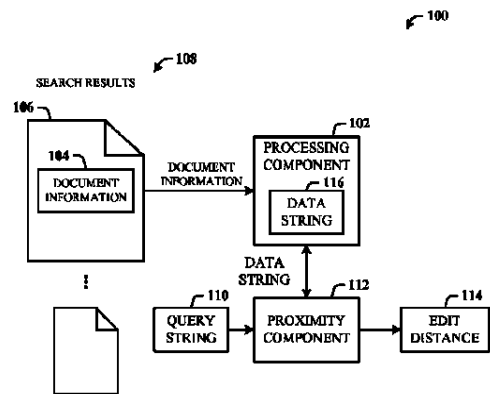 100
108
SEARCH RESULTS
106
104
DOCUMENT
INFORMATION
DOCUMENT
INFORMATION
102
PROCESSING
COMPONENT
116
DATA
STRING
DATA
STRING
110
QUERY
STRING
112
PROXIMITY
COMPONENT
114
EDIT
DISTANCE